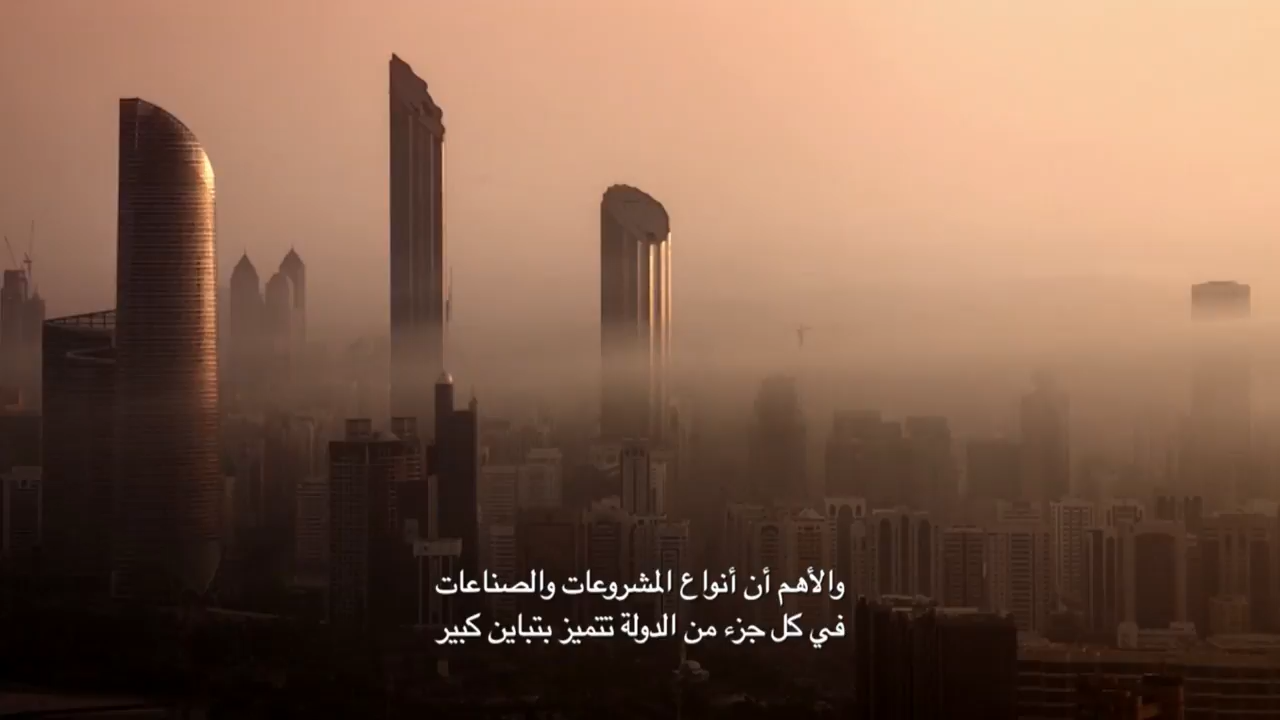 والأهم أن أنواع المشروعات والصناعات
في كل جزء من الدولة تتميز بتباين كبير